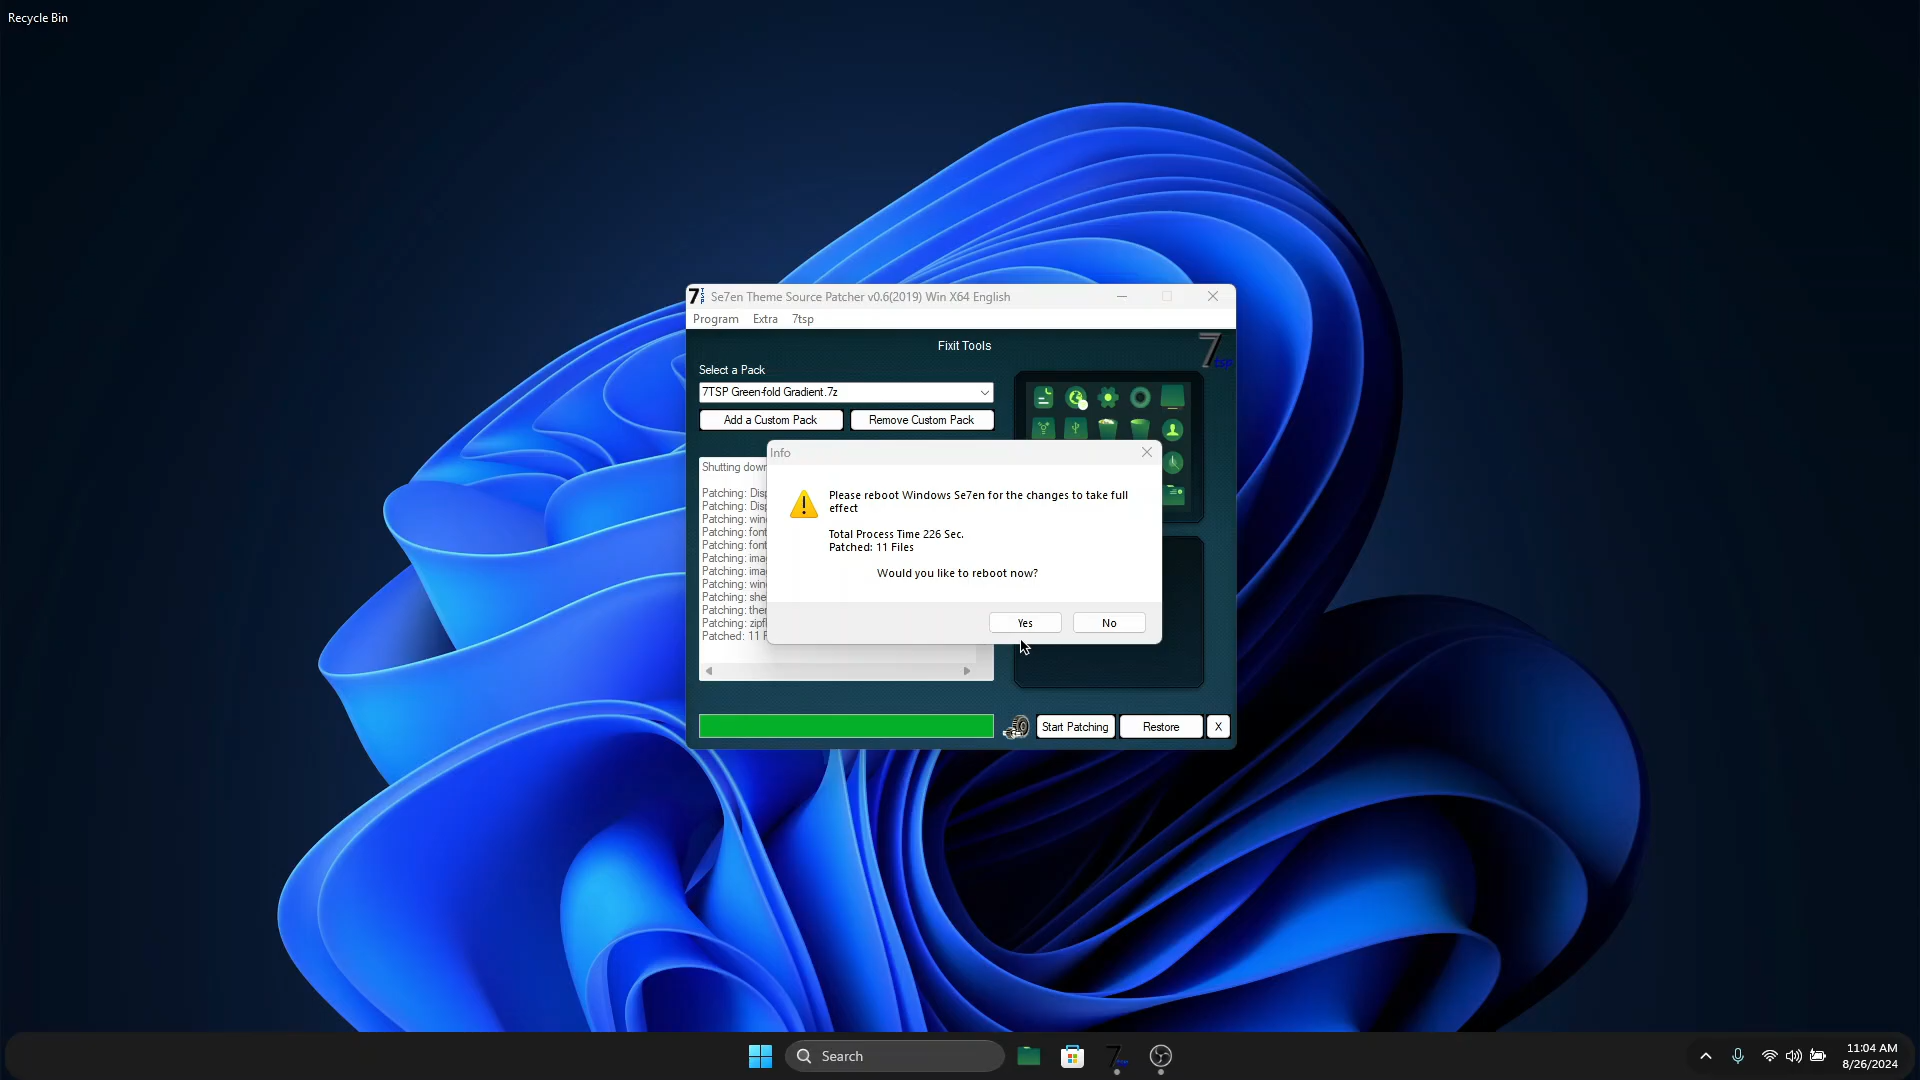 Recycle Bin
Se7en Theme Source Patcher v0.6(2019) Win X64 English
Program Extra 7tsp
Fixit Tools
7tsp
Select a Pack
7TSP Green-fold Gradient.7z
Add a Custom Pack Remove Custom Pack
Shutting down
Patching: Disp
Patching: Disp
Patching: win
Patching: font
Patching: font
Patching: ima
Patching: ima
Patching: win
Patching: she
Patching: ther
Patching: zipf
Patched: 11 F
Info
Please reboot Windows Se7en for the changes to take full
effect
Total Process Time 226 Sec.
Patched: 11 Files
Would you like to reboot now?
Yes No
Start Patching Restore X
Search
11:04 AM
8/26/2024